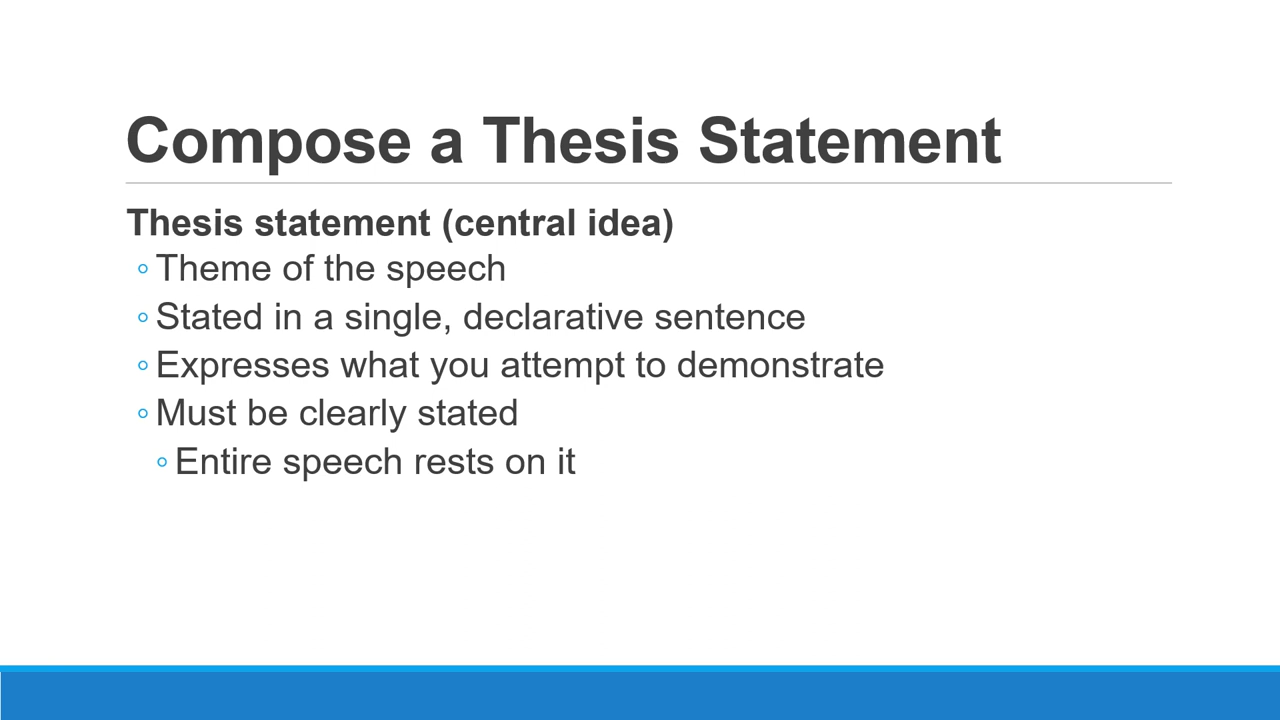 Compose a Thesis Statement
Thesis statement (central idea)
◦ Theme of the speech
◦ Stated in a single, declarative sentence
◦ Expresses what you attempt to demonstrate
◦ Must be clearly stated
◦ Entire speech rests on it